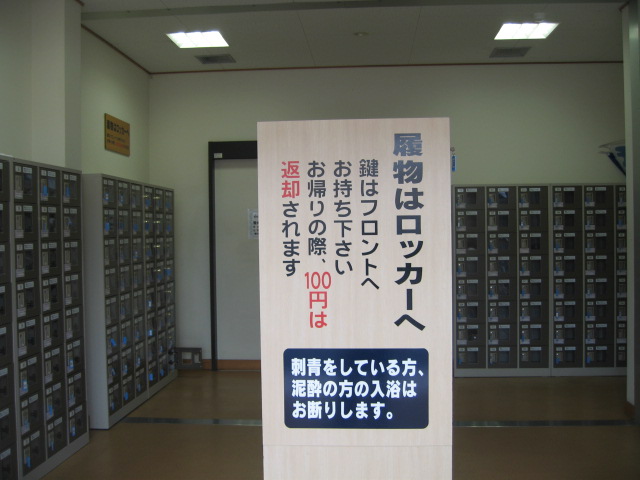 履物はロッカーへ
鍵はフロントへ
お持ち下さい
お帰りの際、100円は
返却されます
刺青をしている方、
泥酔の方の入浴は
お断りします。